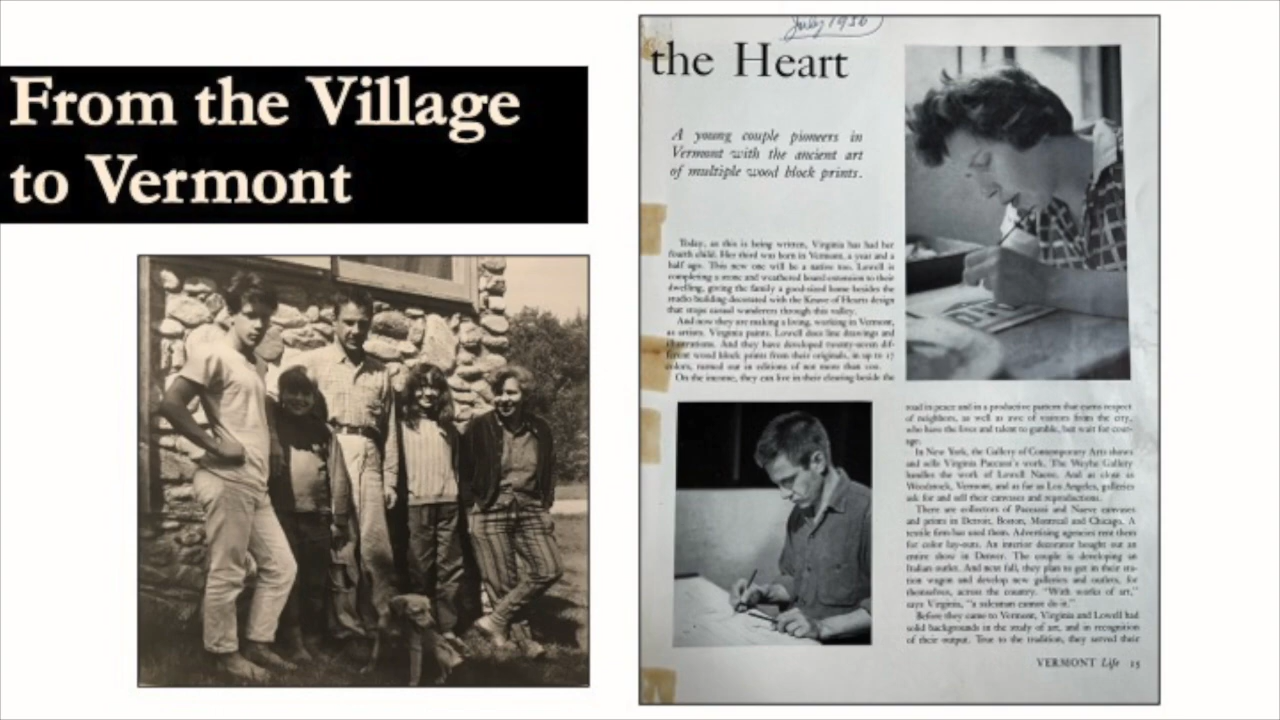 From the Village
to Vermont
July 1956
the Heart
A young couple pioneers in
Vermont with the ancient art
of multiple wood block prints.
Today, as this is being written, Virginia has had her
fourth child. Her third was born in Vermont, a year and a
half ago. This new one will be a native too. Lowell is
completing a stone and weathered board extension to their
dwelling, giving the family a good-sized home besides the
studio building decorated with the Knave of Hearts design
that stops casual wanderers through this valley.
And now they are making a living, working in Vermont,
as artists. Virginia paints. Lowell does line drawings and
illustrations. And they have developed twenty-seven dif-
ferent wood block prints from their originals, in up to 17
colors, turned out in editions of not more than 100.
On the income, they can live in their clearing beside the
road in peace and in a productive pattern that earns respect
of neighbors, as well as awe of visitors from the city,
who have the lives and talent to gamble, but wait for cour-
age.
In New York, the Gallery of Contemporary Arts shows
and sells Virginia Paccassi's work. The Weyhe Gallery
handles the work of Lowell Naeve. And as close as
Woodstock, Vermont, and as far as Los Angeles, galleries
ask for and sell their canvases and reproductions.
There are collectors of Paccassi and Naeve canvases
and prints in Detroit, Boston, Montreal and Chicago. A
textile firm has used them. Advertising agencies rent them
for color lay-outs. An interior decorator bought out an
entire show in Denver. The couple is developing an
Italian outlet. And next fall, they plan to get in their sta-
tion wagon and develop new galleries and outlets, for
themselves, across the country. "With works of art,"
says Virginia, "a salesman cannot do it."
Before they came to Vermont, Virginia and Lowell had
solid backgrounds in the study of art, and in recognition
of their output. True to the tradition, they served their
VERMONT Life 15